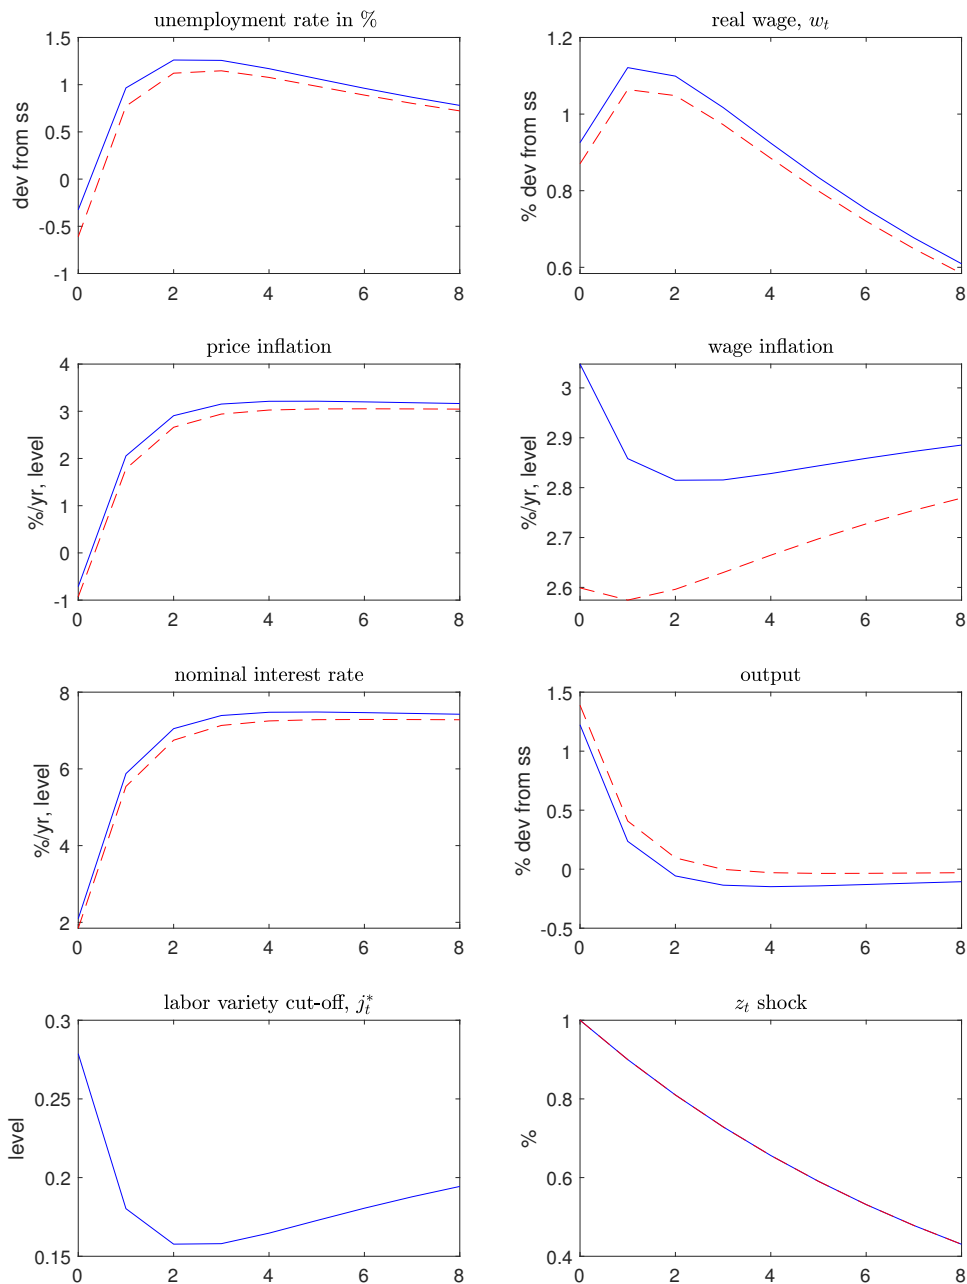 unemployment rate in %
dev from ss
1.5
1
0.5
0
-0.5
-1
0 2 4 6 8
real wage, w_t
% dev from ss
1.2
1
0.8
0.6
0 2 4 6 8
price inflation
%/yr, level
4
3
2
1
0
-1
0 2 4 6 8
wage inflation
%/yr, level
3
2.9
2.8
2.7
2.6
0 2 4 6 8
nominal interest rate
%/yr, level
8
6
4
2
0 2 4 6 8
output
% dev from ss
1.5
1
0.5
0
-0.5
0 2 4 6 8
labor variety cut-off, j_t^*
level
0.3
0.25
0.2
0.15
0 2 4 6 8
z_t shock
%
1
0.8
0.6
0.4
0 2 4 6 8